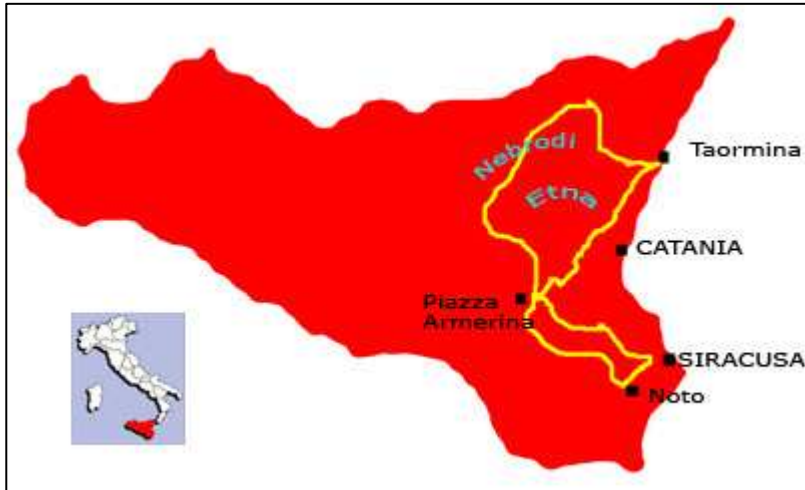 Nebrodi
Taormina
Etna
CATANIA
Piazza
Armerina
SIRACUSA
Noto